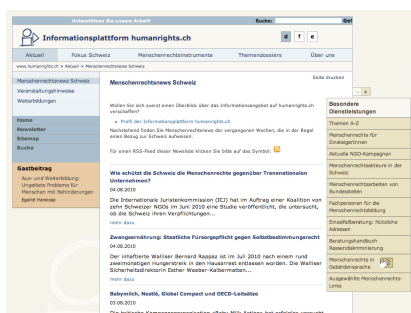 Unterstützen Sie unsere Arbeit!
Suche:
Go!
Informationsplattform humanrights.ch
d f e
Aktuell
Fokus Schweiz
Menschenrechtsinstrumente
Themendossiers
Über uns
www.humanrights.ch > Aktuell > Menschenrechtsnews Schweiz
Menschenrechtsnews Schweiz
Veranstaltungshinweise
Weiterbildungen
Home
Newsletter
Sitemap
Suche
Gastbeitrag
Aus- und Weiterbildung:
Ungelöste Probleme für
Menschen mit Behinderungen
Egalité Handicap
Seite drucken
Menschenrechtsnews Schweiz
Wollen Sie sich zuerst einen Überblick über das Informationsangebot auf humanrights.ch
verschaffen?
Profil der Informationsplattform humanrights.ch
Nachstehend finden Sie Menschenrechtsnews der vergangenen Wochen, die in der Regel
einen Bezug zur Schweiz aufweisen.
Für einen RSS-Feed dieser Newsliste klicken Sie bitte auf das Symbol:
Wie schützt die Schweiz die Menschenrechte gegenüber Transnationalen
Unternehmen?
04.08.2010
Die Internationale Juristenkommission (ICJ) hat im Auftrag einer Koalition von
zehn Schweizer NGOs im Juni 2010 eine Studie veröffentlicht, die untersucht,
ob die Schweiz ihren Verpflichtungen...
mehr dazu
Zwangsernährung: Staatliche Fürsorgepflicht gegen Selbstbestimmungsrecht
04.08.2010
Der inhaftierte Walliser Bernard Rappaz ist im Juli 2010 nach einem rund
zweimonatigen Hungerstreik in den Hausarrest entlassen worden. Die Walliser
Sicherheitsdirektorin Esther Waeber-Kalbermatten...
mehr dazu
Babymilch, Nestlé, Global Compact und OECD-Leitsätze
03.08.2010
- +
Besondere
Dienstleistungen
Themen A-Z
Menschenrechte für
EinsteigerInnen
Aktuelle NGO-Kampagnen
Menschenrechtsakteure in der
Schweiz
Menschenrechtsarbeiten von
Bundesstellen
Fachpersonen für die
Menschenrechtsbildung
Einzelfallberatung: Nützliche
Adressen
Beratungshandbuch
Rassendiskriminierung
Menschenrechte in
Gebärdensprache
Ausgewählte Menschenrechts-
Links